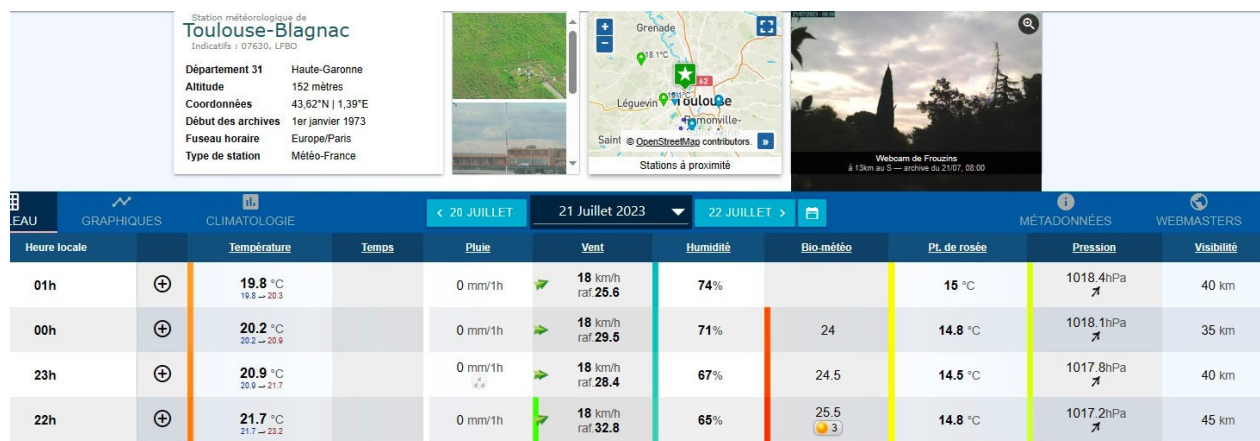 Station météorologique de
Toulouse-Blagnac
Indicatifs : 07630, LFBO
Département 31 Haute-Garonne
Altitude 152 mètres
Coordonnées 43,62°N | 1,39°E
Début des archives 1er janvier 1973
Fuseau horaire Europe/Paris
Type de station Météo-France
+
−
Grenade
18.1°C
62
Léguevin
Toulouse
Ramonville-
Saint
© OpenStreetMap contributors. »
Stations à proximité
21/07/2023 - 08:00
Webcam de Frouzins
à 13km au S — archive du 21/07, 08:00
EAU GRAPHIQUES CLIMATOLOGIE < 20 JUILLET 21 Juillet 2023 22 JUILLET > MÉTADONNÉES WEBMASTERS
Heure locale Température Temps Pluie Vent Humidité Bio-météo Pt. de rosée Pression Visibilité
01h 19.8 °C 0 mm/1h 18 km/h 74% 15 °C 1018.4hPa 40 km
19.8 → 20.3 raf.25.6
00h 20.2 °C 0 mm/1h 18 km/h 71% 24 14.8 °C 1018.1hPa 35 km
20.2 → 20.9 raf.29.5
23h 20.9 °C 0 mm/1h 18 km/h 67% 24.5 14.5 °C 1017.8hPa 40 km
20.9 → 21.7 raf.28.4
22h 21.7 °C 0 mm/1h 18 km/h 65% 25.5 14.8 °C 1017.2hPa 45 km
21.7 → 23.2 raf.32.8 3